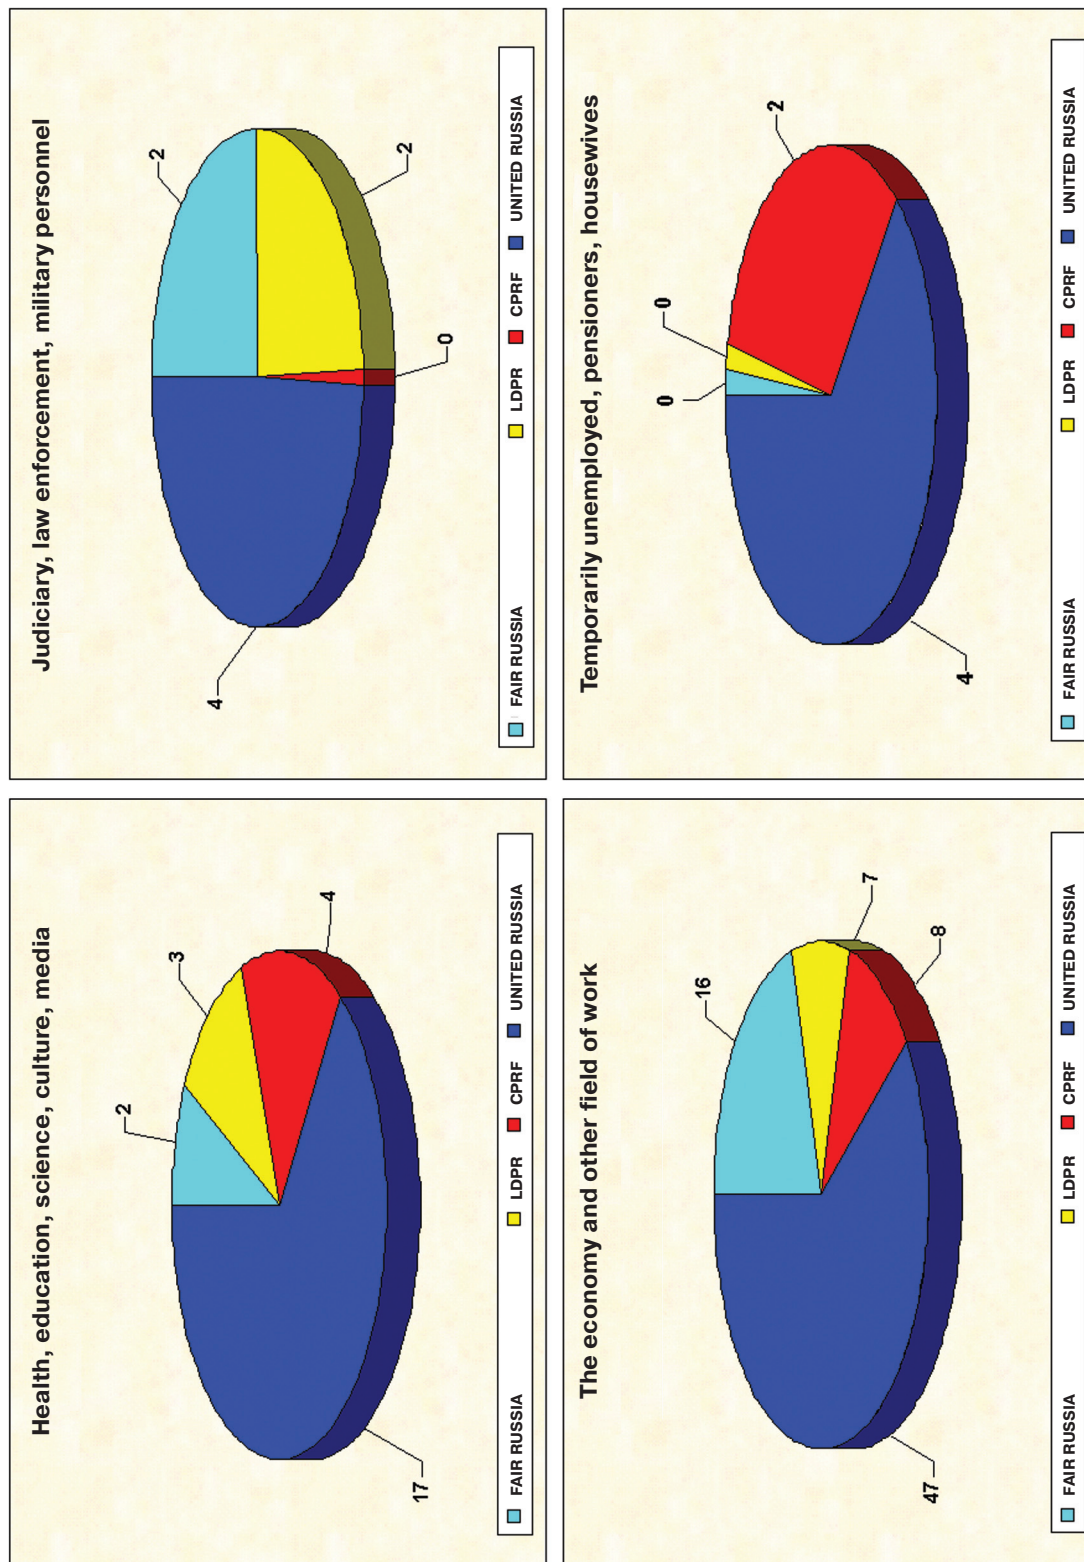 Health, education, science, culture, media
2
3
4
17
FAIR RUSSIA LDPR CPRF UNITED RUSSIA
Judiciary, law enforcement, military personnel
2
4
2
0
FAIR RUSSIA LDPR CPRF UNITED RUSSIA
The economy and other field of work
16
7
47 8
FAIR RUSSIA LDPR CPRF UNITED RUSSIA
Temporarily unemployed, pensioners, housewives
0 0
2
4
FAIR RUSSIA LDPR CPRF UNITED RUSSIA